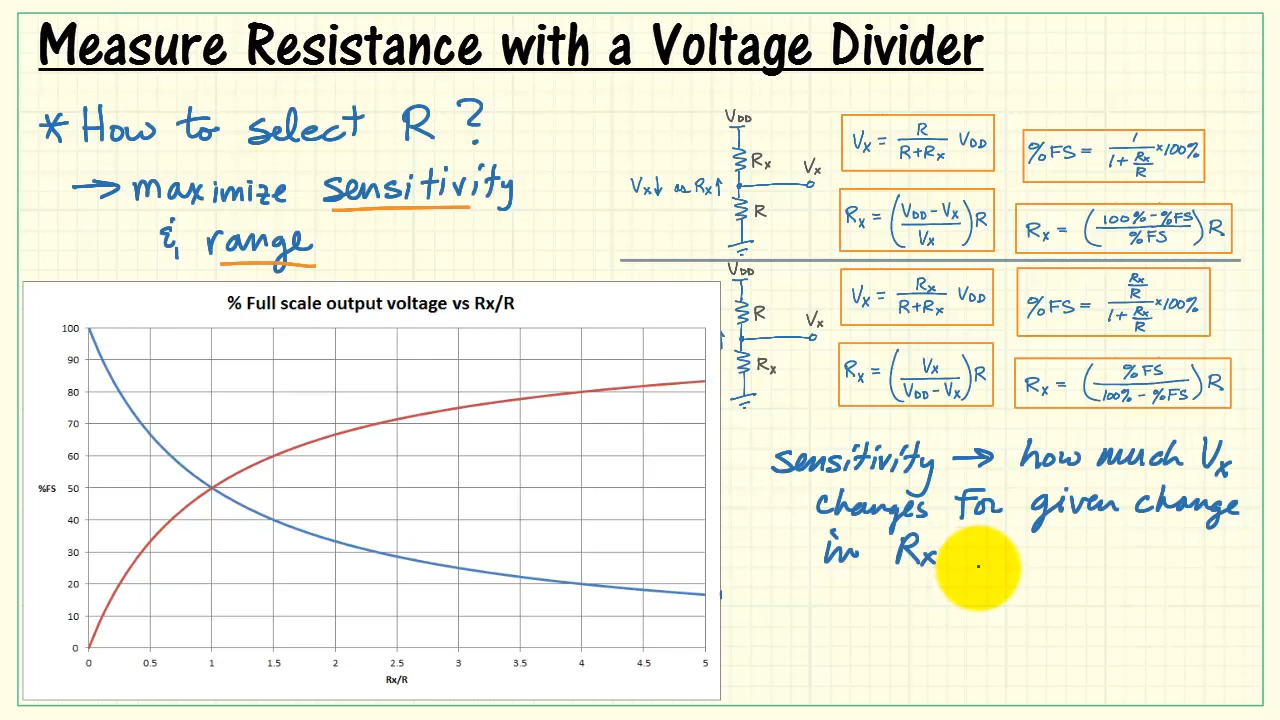 Measure Resistance with a Voltage Divider
* How to select R ?
→ maximize sensitivity
& range
VDD
Rx
Vx
Vx↓ as Rx↑
R
Vx = R / (R+Rx) VDD
%FS = 1 / (1 + Rx/R) × 100%
Rx = ((VDD – Vx) / Vx) R
Rx = ((100% – %FS) / %FS) R
VDD
R
Vx
Rx
Vx = Rx / (R+Rx) VDD
%FS = (Rx/R) / (1 + Rx/R) × 100%
Rx = (Vx / (VDD – Vx)) R
Rx = (%FS / (100% – %FS)) R
% Full scale output voltage vs Rx/R
100
90
80
70
60
50
40
30
20
10
0
%FS
0 0.5 1 1.5 2 2.5 3 3.5 4 4.5 5
Rx/R
sensitivity → how much Vx
changes for given change
in Rx